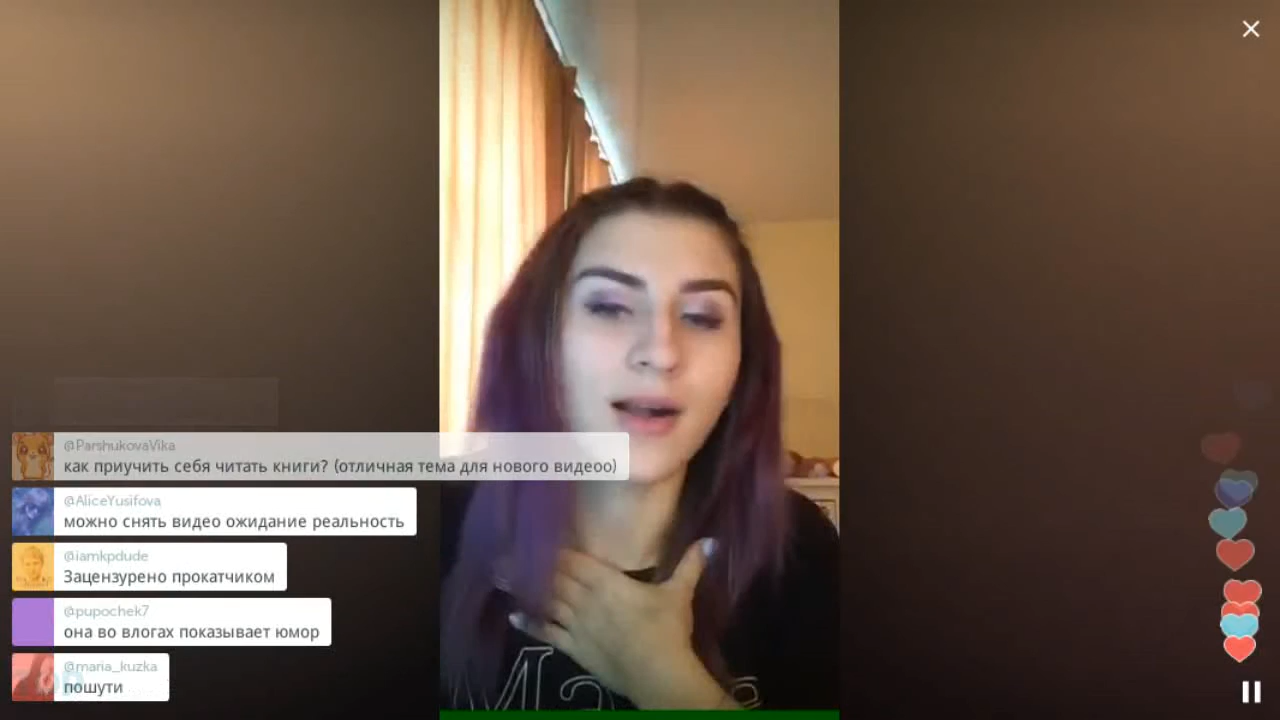 @ParshukovaVika
как приучить себя читать книги? (отличная тема для нового видеоо)
@AliceYusifova
можно снять видео ожидание реальность
@iamkpdude
Зацензурено прокатчиком
@pupochek7
она во влогах показывает юмор
@maria_kuzka
пошути